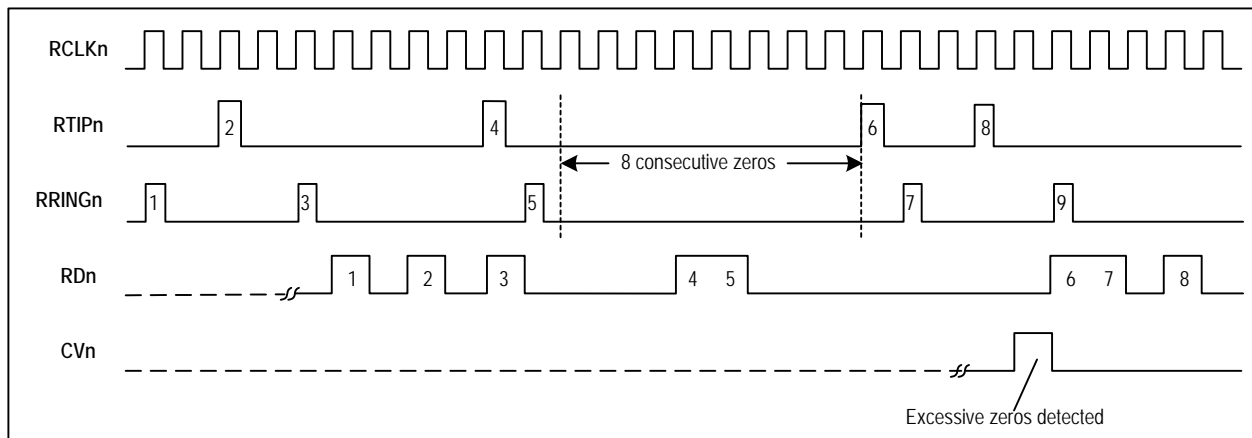 RCLKn
RTIPn
2
4
6
8
8 consecutive zeros
RRINGn
1
3
5
7
9
RDn
1
2
3
4
5
6
7
8
CVn
Excessive zeros detected